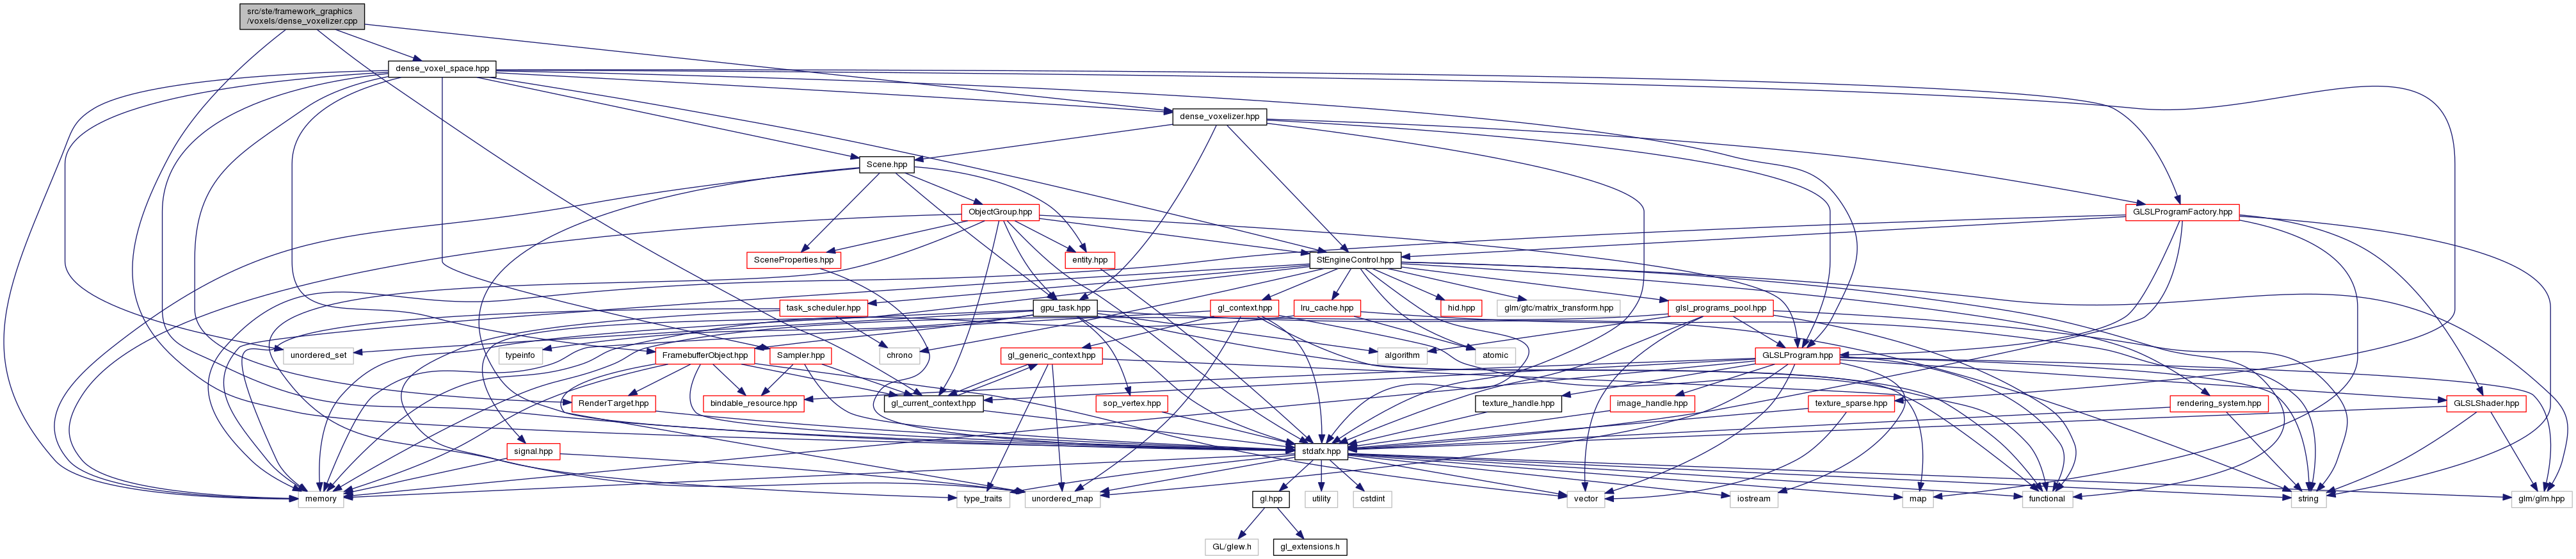 src/ste/framework_graphics
/voxels/dense_voxelizer.cpp
dense_voxel_space.hpp
dense_voxelizer.hpp
Scene.hpp
ObjectGroup.hpp
GLSLProgramFactory.hpp
SceneProperties.hpp
entity.hpp
StEngineControl.hpp
task_scheduler.hpp
gpu_task.hpp
gl_context.hpp
lru_cache.hpp
hid.hpp
glm/gtc/matrix_transform.hpp
glsl_programs_pool.hpp
unordered_set
typeinfo
FramebufferObject.hpp
Sampler.hpp
chrono
gl_generic_context.hpp
algorithm
atomic
GLSLProgram.hpp
RenderTarget.hpp
bindable_resource.hpp
gl_current_context.hpp
sop_vertex.hpp
texture_handle.hpp
image_handle.hpp
texture_sparse.hpp
rendering_system.hpp
GLSLShader.hpp
signal.hpp
stdafx.hpp
memory
type_traits
unordered_map
gl.hpp
utility
cstdint
vector
iostream
map
functional
string
glm/glm.hpp
GL/glew.h
gl_extensions.h